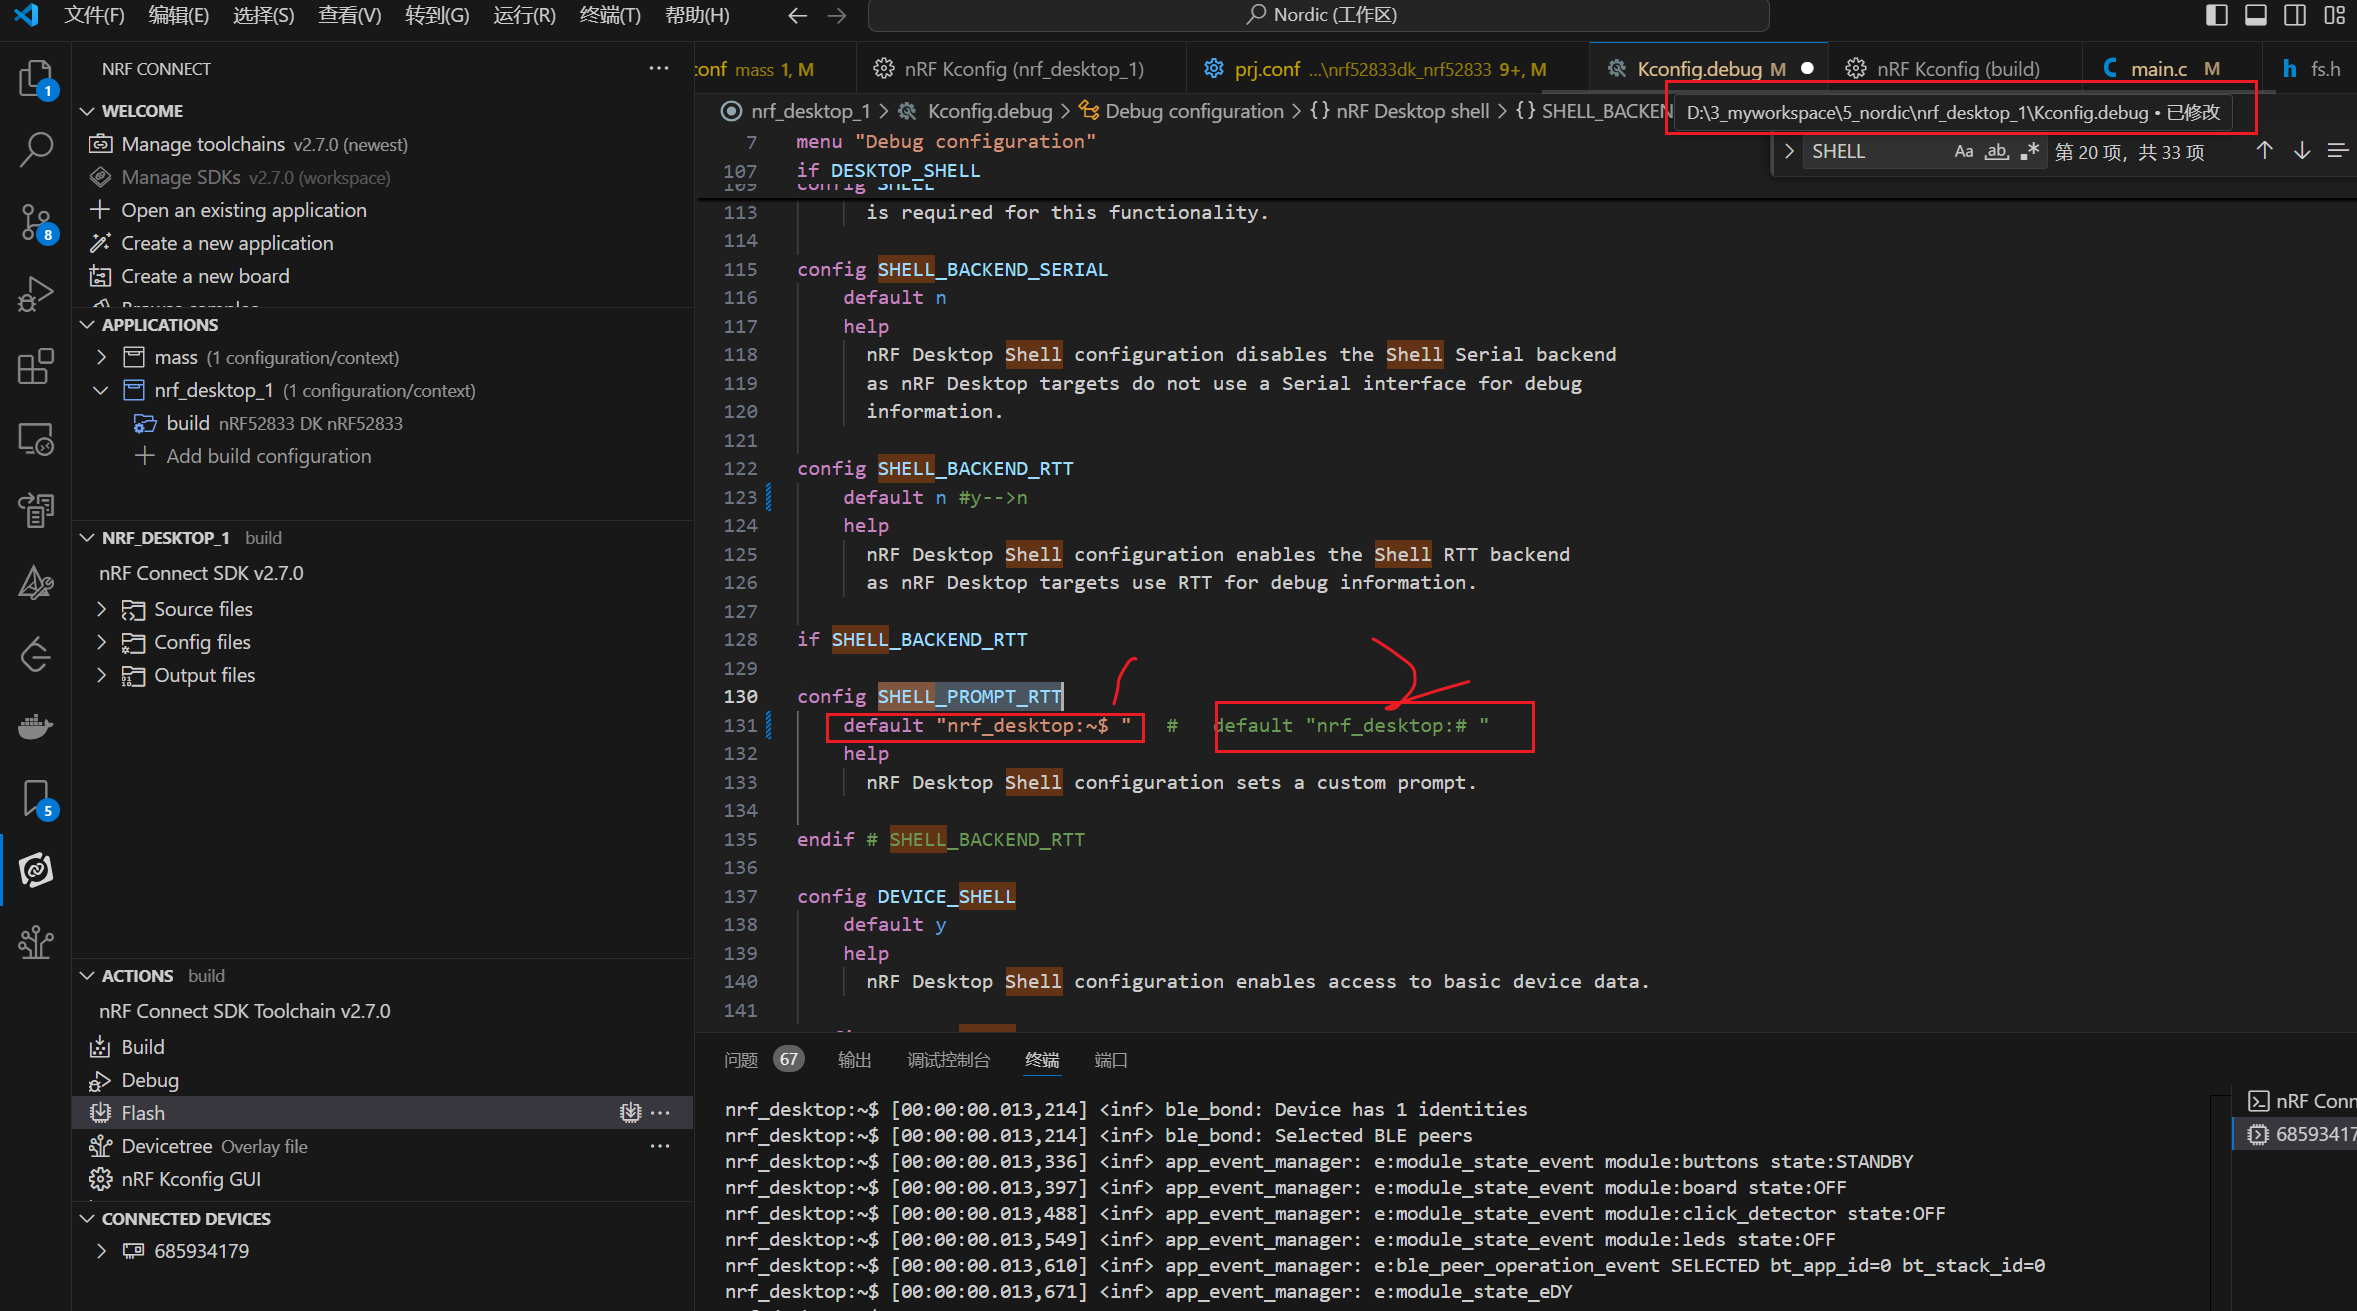 文件(F) 编辑(E) 选择(S) 查看(V) 转到(G) 运行(R) 终端(T) 帮助(H) Nordic (工作区)
NRF CONNECT
WELCOME
Manage toolchains v2.7.0 (newest)
Manage SDKs v2.7.0 (workspace)
Open an existing application
Create a new application
Create a new board
APPLICATIONS
mass (1 configuration/context)
nrf_desktop_1 (1 configuration/context)
build nRF52833 DK nRF52833
Add build configuration
NRF_DESKTOP_1 build
nRF Connect SDK v2.7.0
Source files
Config files
Output files
ACTIONS build
nRF Connect SDK Toolchain v2.7.0
Build
Debug
Flash
Devicetree Overlay file
nRF Kconfig GUI
CONNECTED DEVICES
685934179
1
8
5
conf mass 1, M nRF Kconfig (nrf_desktop_1) prj.conf ...\nrf52833dk_nrf52833 9+, M Kconfig.debug M nRF Kconfig (build) C main.c M h fs.h
nrf_desktop_1 > Kconfig.debug > Debug configuration > {} nRF Desktop shell > {} SHELL_BACKEN
D:\3_myworkspace\5_nordic\nrf_desktop_1\Kconfig.debug • 已修改
SHELL Aa ab .* 第 20 项，共 33 项
7 menu "Debug configuration"
107 if DESKTOP_SHELL
109 config SHELL
113 is required for this functionality.
114
115 config SHELL_BACKEND_SERIAL
116 default n
117 help
118 nRF Desktop Shell configuration disables the Shell Serial backend
119 as nRF Desktop targets do not use a Serial interface for debug
120 information.
121
122 config SHELL_BACKEND_RTT
123 default n #y-->n
124 help
125 nRF Desktop Shell configuration enables the Shell RTT backend
126 as nRF Desktop targets use RTT for debug information.
127
128 if SHELL_BACKEND_RTT
129
130 config SHELL_PROMPT_RTT
131 default "nrf_desktop:~$ " # default "nrf_desktop:# "
132 help
133 nRF Desktop Shell configuration sets a custom prompt.
134
135 endif # SHELL_BACKEND_RTT
136
137 config DEVICE_SHELL
138 default y
139 help
140 nRF Desktop Shell configuration enables access to basic device data.
141
问题 67 输出 调试控制台 终端 端口
nrf_desktop:~$ [00:00:00.013,214] <inf> ble_bond: Device has 1 identities
nrf_desktop:~$ [00:00:00.013,214] <inf> ble_bond: Selected BLE peers
nrf_desktop:~$ [00:00:00.013,336] <inf> app_event_manager: e:module_state_event module:buttons state:STANDBY
nrf_desktop:~$ [00:00:00.013,397] <inf> app_event_manager: e:module_state_event module:board state:OFF
nrf_desktop:~$ [00:00:00.013,488] <inf> app_event_manager: e:module_state_event module:click_detector state:OFF
nrf_desktop:~$ [00:00:00.013,549] <inf> app_event_manager: e:module_state_event module:leds state:OFF
nrf_desktop:~$ [00:00:00.013,610] <inf> app_event_manager: e:ble_peer_operation_event SELECTED bt_app_id=0 bt_stack_id=0
nrf_desktop:~$ [00:00:00.013,671] <inf> app_event_manager: e:module_state_eDY
nRF Conn
68593417